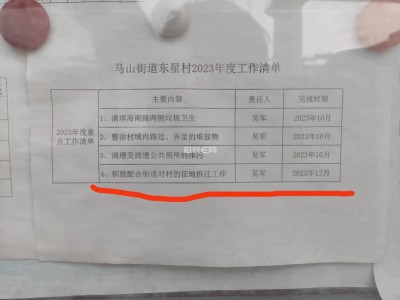 马山街道东星村2023年度工作清单
主要内容 责任人 完成时限
2023年度重点工作清单
1、清理海南路两侧垃圾卫生 吴军 2023年10月
2、整治村域内路边、弄堂的堆放物 吴军 2023年10月
3、清理及疏通公共厕所的排污 吴军 2023年10月
4、积极配合街道对村的征地拆迁工作 吴军 2023年12月